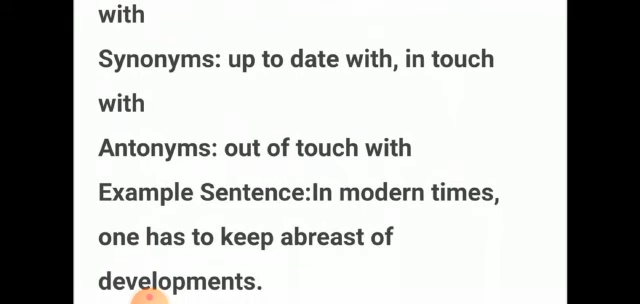 with
Synonyms: up to date with, in touch
with
Antonyms: out of touch with
Example Sentence:In modern times,
one has to keep abreast of
developments.